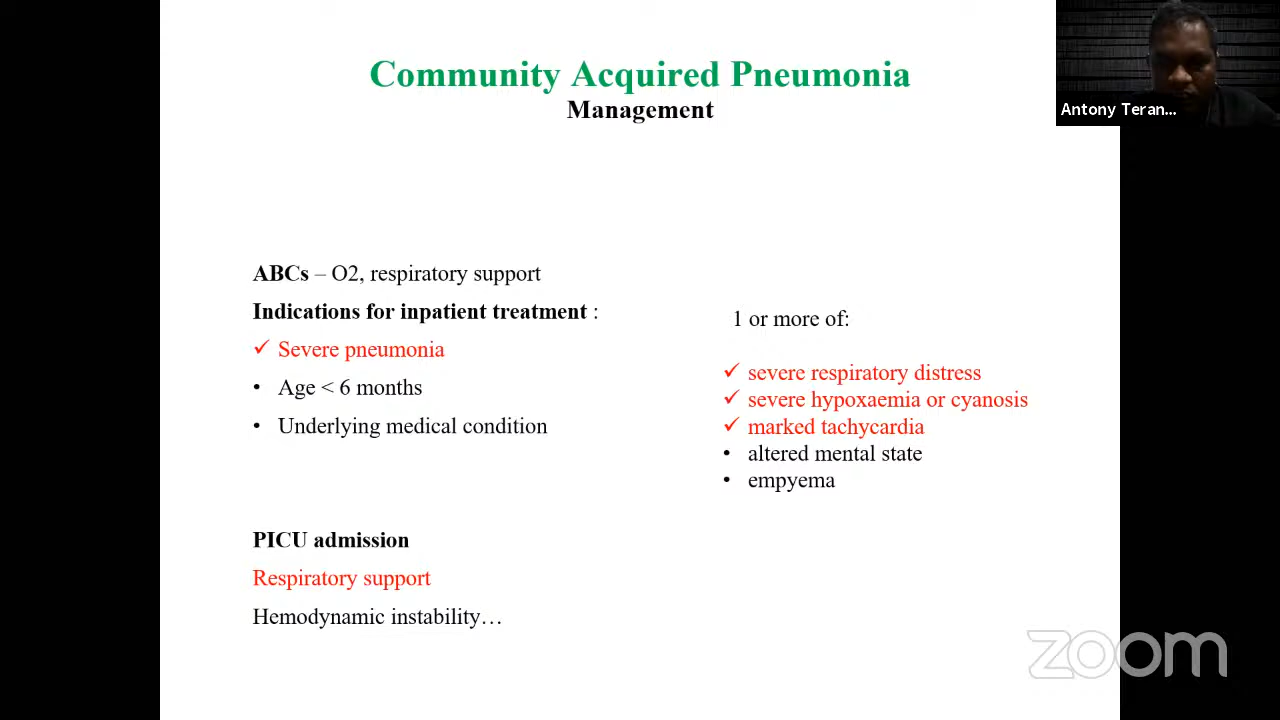 Community Acquired Pneumonia
Management
Antony Teran...
ABCs – O2, respiratory support
Indications for inpatient treatment :
✓ Severe pneumonia
• Age < 6 months
• Underlying medical condition
1 or more of:
✓ severe respiratory distress
✓ severe hypoxaemia or cyanosis
✓ marked tachycardia
• altered mental state
• empyema
PICU admission
Respiratory support
Hemodynamic instability…
zoom